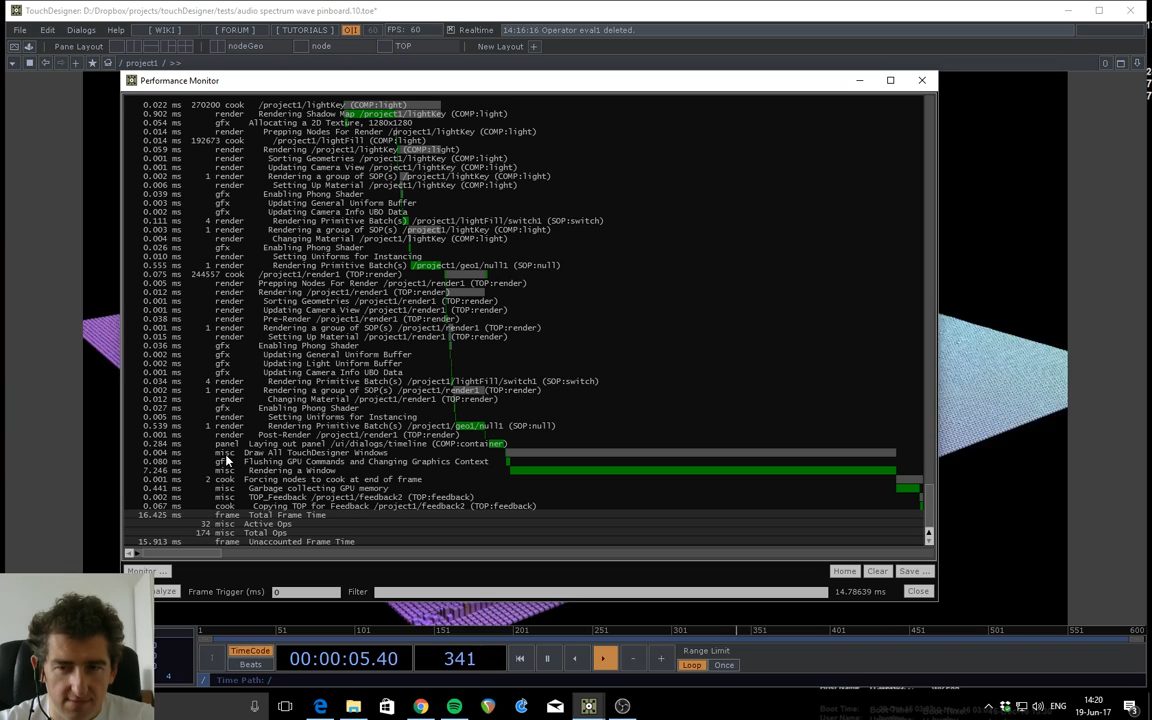 TouchDesigner: D:/Dropbox/projects/touchDesigner/tests/audio spectrum wave pinboard.10.toe*
File Edit Dialogs Help [ WIKI ] [ FORUM ] [ TUTORIALS ] O|I 60 FPS: 60 Realtime 14:16:16 Operator eval1 deleted.
Pane Layout nodeGeo node TOP New Layout +
/ project1 / >>
Performance Monitor
0.022 ms 270200 cook /project1/lightKey (COMP:light)
0.902 ms render Rendering Shadow Map /project1/lightKey (COMP:light)
0.054 ms gfx Allocating a 2D Texture, 1280x1280
0.014 ms render Prepping Nodes For Render /project1/lightKey (COMP:light)
0.014 ms 192673 cook /project1/lightFill (COMP:light)
0.059 ms render Rendering /project1/lightKey (COMP:light)
0.001 ms render Sorting Geometries /project1/lightKey (COMP:light)
0.001 ms render Updating Camera View /project1/lightKey (COMP:light)
0.002 ms 1 render Rendering a group of SOP(s) /project1/lightKey (COMP:light)
0.006 ms render Setting Up Material /project1/lightKey (COMP:light)
0.039 ms gfx Enabling Phong Shader
0.003 ms gfx Updating General Uniform Buffer
0.002 ms gfx Updating Camera Info UBO Data
0.111 ms 4 render Rendering Primitive Batch(s) /project1/lightFill/switch1 (SOP:switch)
0.003 ms 1 render Rendering a group of SOP(s) /project1/lightKey (COMP:light)
0.004 ms render Changing Material /project1/lightKey (COMP:light)
0.026 ms gfx Enabling Phong Shader
0.010 ms render Setting Uniforms for Instancing
0.555 ms 1 render Rendering Primitive Batch(s) /project1/geo1/null1 (SOP:null)
0.075 ms 244557 cook /project1/render1 (TOP:render)
0.005 ms render Prepping Nodes For Render /project1/render1 (TOP:render)
0.012 ms render Rendering /project1/render1 (TOP:render)
0.001 ms render Sorting Geometries /project1/render1 (TOP:render)
0.001 ms render Updating Camera View /project1/render1 (TOP:render)
0.038 ms render Pre-Render /project1/render1 (TOP:render)
0.001 ms 1 render Rendering a group of SOP(s) /project1/render1 (TOP:render)
0.015 ms render Setting Up Material /project1/render1 (TOP:render)
0.036 ms gfx Enabling Phong Shader
0.002 ms gfx Updating General Uniform Buffer
0.002 ms gfx Updating Light Uniform Buffer
0.001 ms gfx Updating Camera Info UBO Data
0.034 ms 4 render Rendering Primitive Batch(s) /project1/lightFill/switch1 (SOP:switch)
0.002 ms 1 render Rendering a group of SOP(s) /project1/render1 (TOP:render)
0.012 ms render Changing Material /project1/render1 (TOP:render)
0.027 ms gfx Enabling Phong Shader
0.005 ms render Setting Uniforms for Instancing
0.539 ms 1 render Rendering Primitive Batch(s) /project1/geo1/null1 (SOP:null)
0.001 ms render Post-Render /project1/render1 (TOP:render)
0.284 ms panel Laying out panel /ui/dialogs/timeline (COMP:container)
0.004 ms misc Draw All TouchDesigner Windows
0.080 ms gfx Flushing GPU Commands and Changing Graphics Context
7.246 ms misc Rendering a Window
0.001 ms 2 cook Forcing nodes to cook at end of frame
0.441 ms misc Garbage collecting GPU memory
0.002 ms misc TOP_Feedback /project1/feedback2 (TOP:feedback)
0.067 ms cook Copying TOP for Feedback /project1/feedback2 (TOP:feedback)
16.425 ms frame Total Frame Time
32 misc Active Ops
174 misc Total Ops
15.913 ms frame Unaccounted Frame Time
Monitor ... Home Clear Save ...
alyze Frame Trigger (ms) 0 Filter 14.78639 ms Close
1 51 101 151 201 251 301 351 401 451 501 551 600
TimeCode Beats 00:00:05.40 341 Range Limit Loop Once
4 / Time Path: /
ENG 14:20 19-Jun-17 3